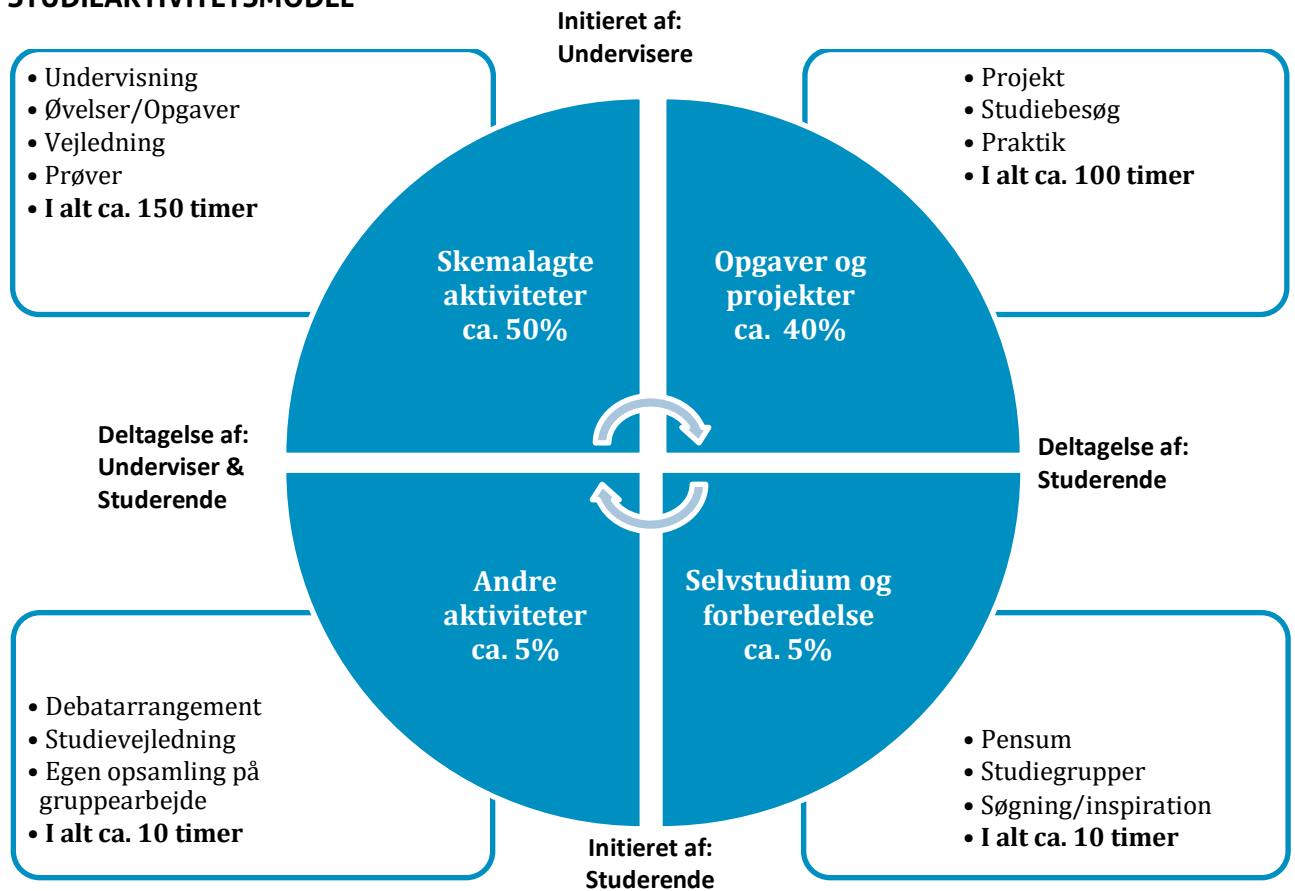 STUDIEAKTIVITETSMODEL
Initieret af:
Undervisere
• Undervisning
• Øvelser/Opgaver
• Vejledning
• Prøver
• I alt ca. 150 timer
• Projekt
• Studiebesøg
• Praktik
• I alt ca. 100 timer
Skemalagte
aktiviteter
ca. 50%
Opgaver og
projekter
ca. 40%
Deltagelse af:
Underviser &
Studerende
Deltagelse af:
Studerende
Andre
aktiviteter
ca. 5%
Selvstudium og
forberedelse
ca. 5%
• Debatarrangement
• Studievejledning
• Egen opsamling på
gruppearbejde
• I alt ca. 10 timer
• Pensum
• Studiegrupper
• Søgning/inspiration
• I alt ca. 10 timer
Initieret af:
Studerende